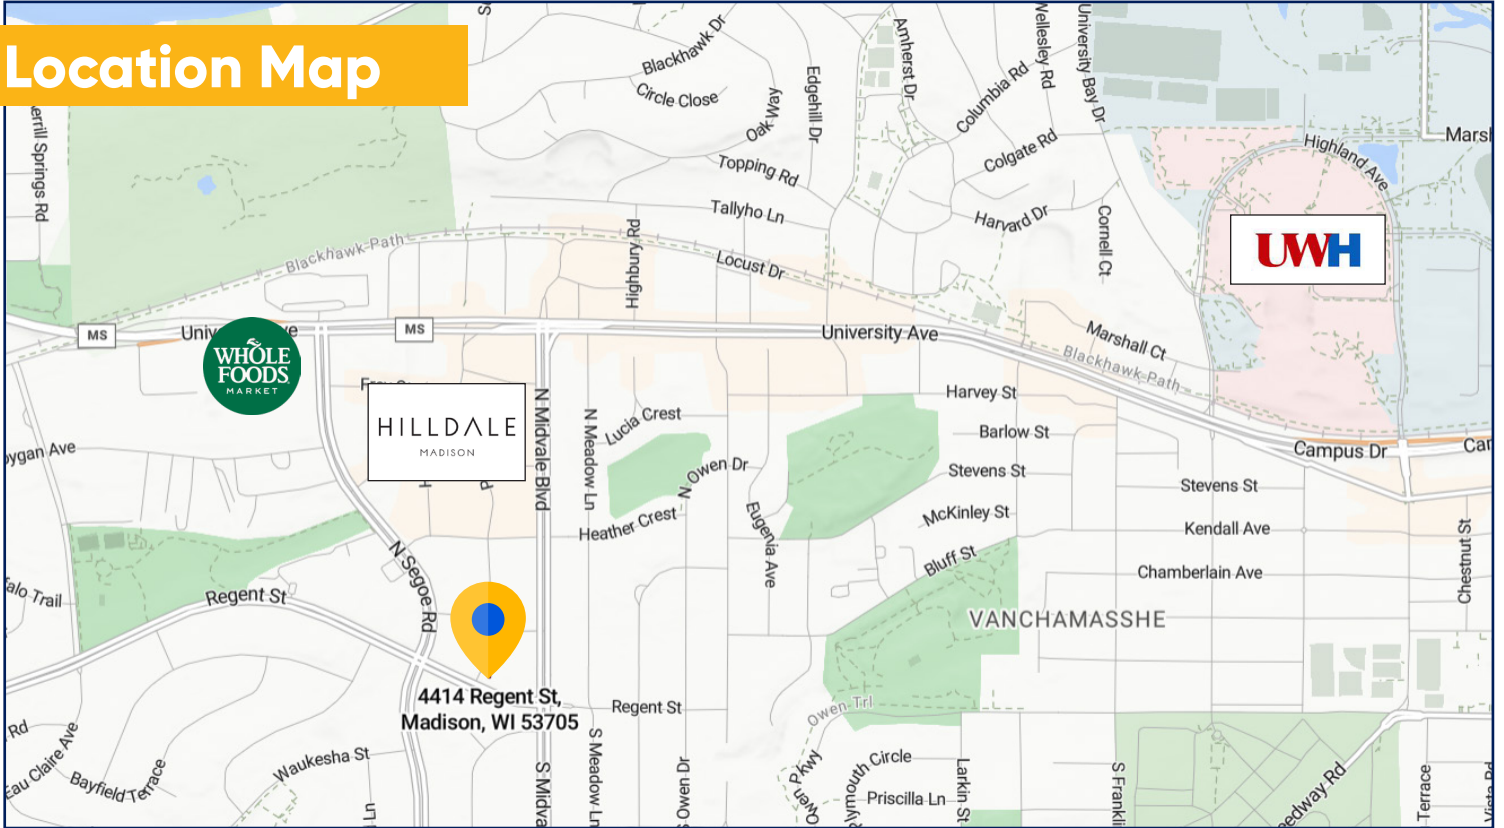 Location Map
Blackhawk Dr
Circle Close
Oak Way
Edgehill Dr
Amherst Dr
Columbia Rd
Wellesley Rd
University Bay Dr
Colgate Rd
Highland Ave
Topping Rd
Tallyho Ln
Harvard Dr
Cornell Ct
UWH
Blackhawk Path
Highbury Rd
Locust Dr
MS
MS
University Ave
Marshall Ct
Blackhawk Path
WHOLE
FOODS
MARKET
HILLDALE
MADISON
N Midvale Blvd
N Meadow Ln
Lucia Crest
N Owen Dr
Heather Crest
Eugenia Ave
Harvey St
Barlow St
Stevens St
McKinley St
Bluff St
Campus Dr
Stevens St
Kendall Ave
Chamberlain Ave
Chestnut St
VANCHAMASSHE
N Segoe Rd
Regent St
4414 Regent St,
Madison, WI 53705
Regent St
Owen Trl
Eau Claire Ave
Bayfield Terrace
Waukesha St
S Meadow Ln
S Owen Dr
Owen Pkwy
Plymouth Circle
Priscilla Ln
Larkin St
Terrace